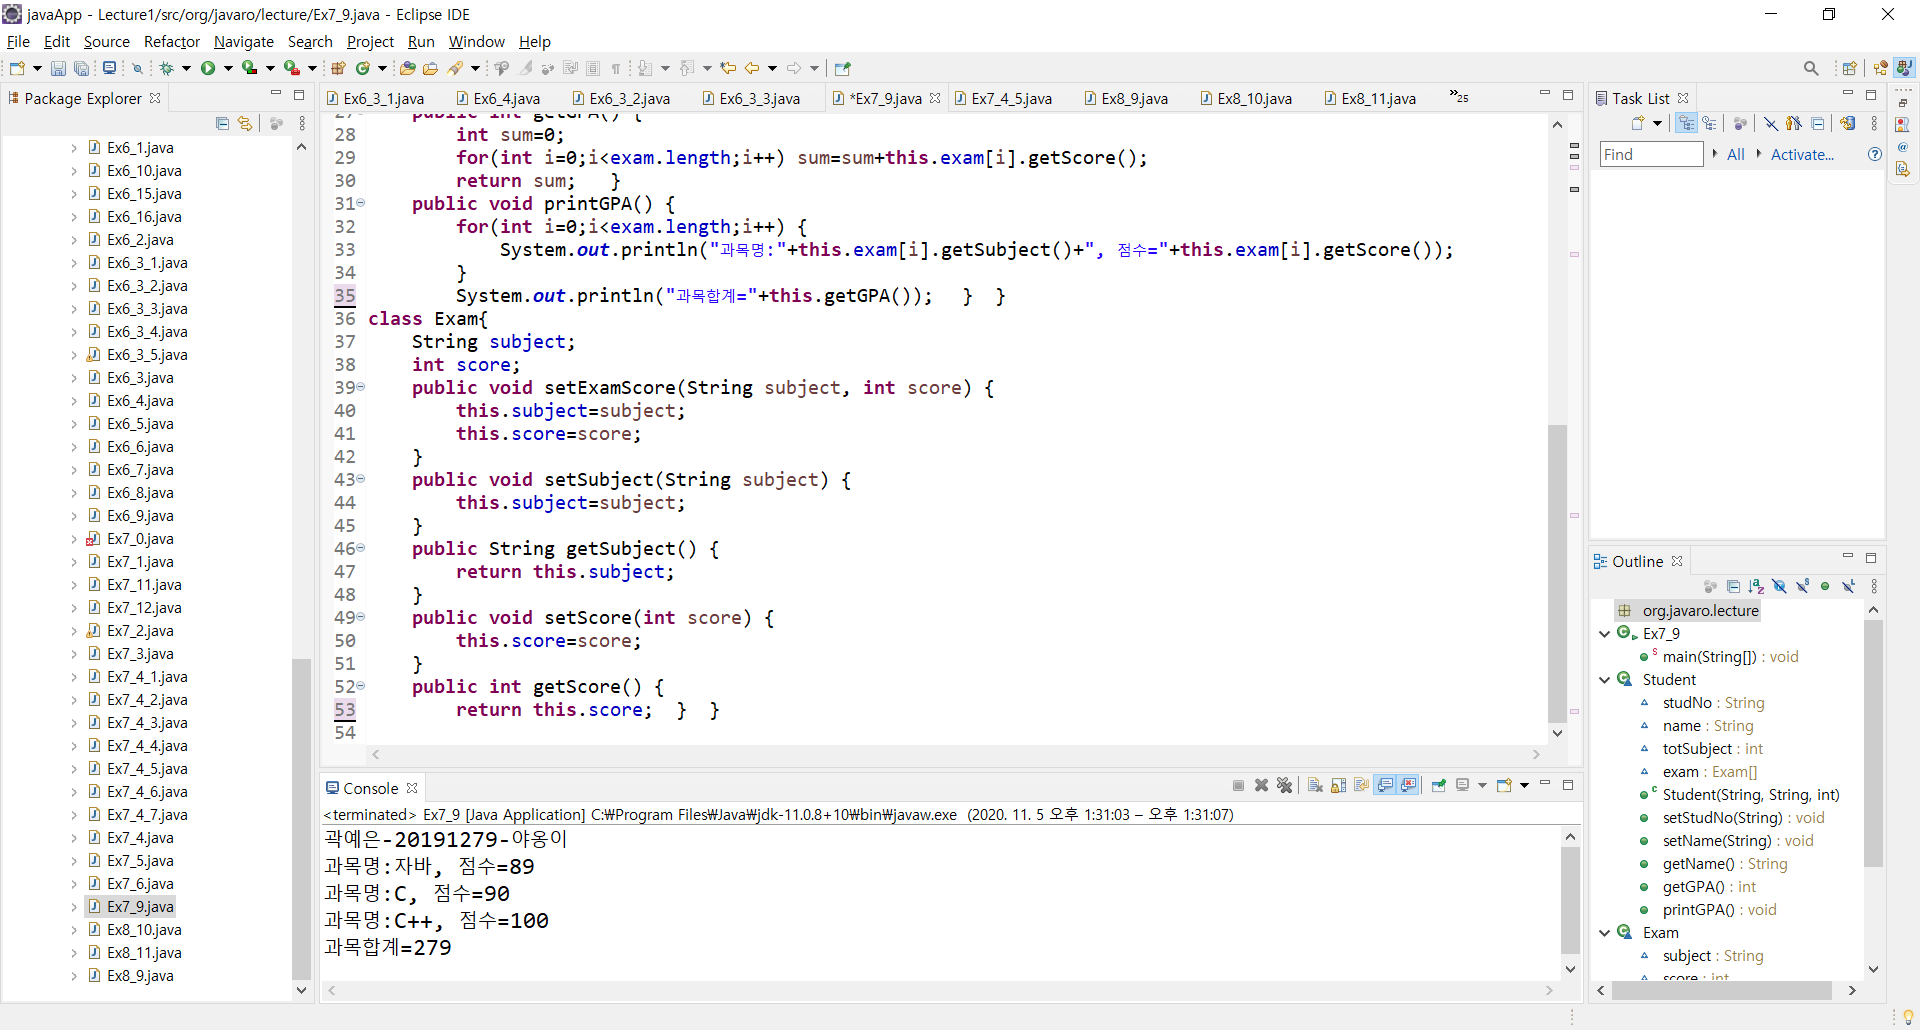 javaApp - Lecture1/src/org/javaro/lecture/Ex7_9.java - Eclipse IDE
File Edit Source Refactor Navigate Search Project Run Window Help
Package Explorer
Ex6_1.java
Ex6_10.java
Ex6_15.java
Ex6_16.java
Ex6_2.java
Ex6_3_1.java
Ex6_3_2.java
Ex6_3_3.java
Ex6_3_4.java
Ex6_3_5.java
Ex6_3.java
Ex6_4.java
Ex6_5.java
Ex6_6.java
Ex6_7.java
Ex6_8.java
Ex6_9.java
Ex7_0.java
Ex7_1.java
Ex7_11.java
Ex7_12.java
Ex7_2.java
Ex7_3.java
Ex7_4_1.java
Ex7_4_2.java
Ex7_4_3.java
Ex7_4_4.java
Ex7_4_5.java
Ex7_4_6.java
Ex7_4_7.java
Ex7_4.java
Ex7_5.java
Ex7_6.java
Ex7_9.java
Ex8_10.java
Ex8_11.java
Ex8_9.java
Ex6_3_1.java Ex6_4.java Ex6_3_2.java Ex6_3_3.java *Ex7_9.java Ex7_4_5.java Ex8_9.java Ex8_10.java Ex8_11.java »25
27 public int getGPA() {
28 int sum=0;
29 for(int i=0;i<exam.length;i++) sum=sum+this.exam[i].getScore();
30 return sum; }
31 public void printGPA() {
32 for(int i=0;i<exam.length;i++) {
33 System.out.println("과목명:"+this.exam[i].getSubject()+", 점수="+this.exam[i].getScore());
34 }
35 System.out.println("과목합계="+this.getGPA()); } }
36 class Exam{
37 String subject;
38 int score;
39 public void setExamScore(String subject, int score) {
40 this.subject=subject;
41 this.score=score;
42 }
43 public void setSubject(String subject) {
44 this.subject=subject;
45 }
46 public String getSubject() {
47 return this.subject;
48 }
49 public void setScore(int score) {
50 this.score=score;
51 }
52 public int getScore() {
53 return this.score; } }
54
Console
<terminated> Ex7_9 [Java Application] C:₩Program Files₩Java₩jdk-11.0.8+10₩bin₩javaw.exe (2020. 11. 5 오후 1:31:03 – 오후 1:31:07)
곽예은-20191279-야옹이
과목명:자바, 점수=89
과목명:C, 점수=90
과목명:C++, 점수=100
과목합계=279
Task List
Find All Activate...
Outline
org.javaro.lecture
Ex7_9
main(String[]) : void
Student
studNo : String
name : String
totSubject : int
exam : Exam[]
Student(String, String, int)
setStudNo(String) : void
setName(String) : void
getName() : String
getGPA() : int
printGPA() : void
Exam
subject : String
score : int